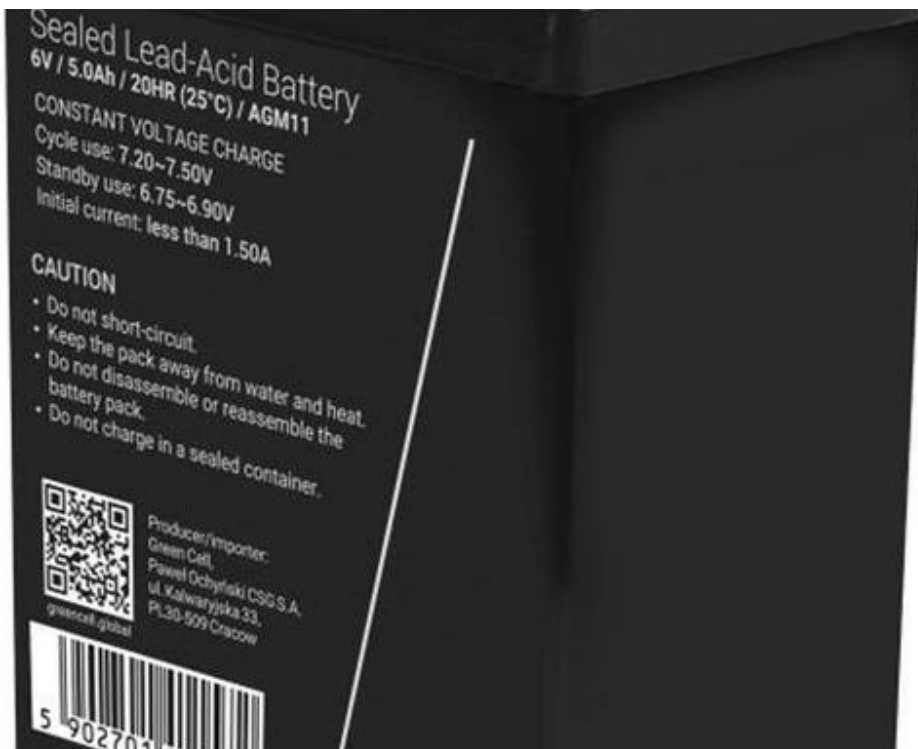 Sealed Lead-Acid Battery
6V / 5.0Ah / 20HR (25°C) / AGM11
CONSTANT VOLTAGE CHARGE
Cycle use: 7.20~7.50V
Standby use: 6.75~6.90V
Initial current: less than 1.50A
CAUTION
• Do not short-circuit.
• Keep the pack away from water and heat.
• Do not disassemble or reassemble the
battery pack.
• Do not charge in a sealed container.
Producer/importer:
Green Cell,
Paweł Ochyński CSG S.A.
ul. Kalwaryjska 33,
PL30-509 Cracow
greencell.global
5 902701